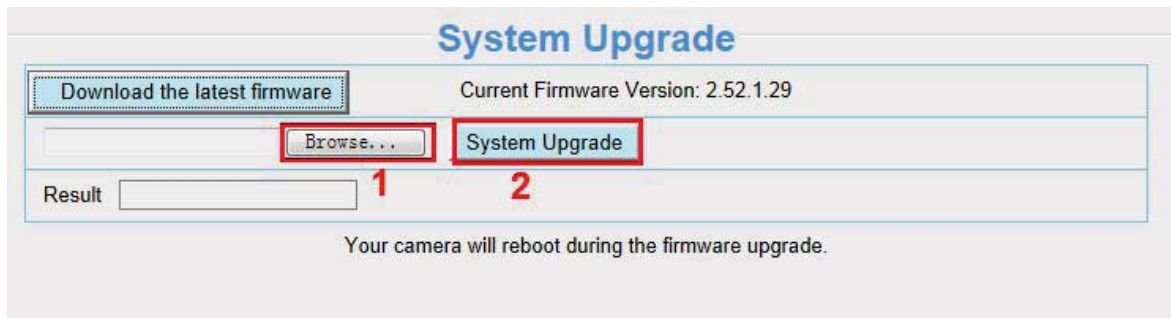 System Upgrade
Download the latest firmware Current Firmware Version: 2.52.1.29
Browse... System Upgrade
1 2
Result
Your camera will reboot during the firmware upgrade.